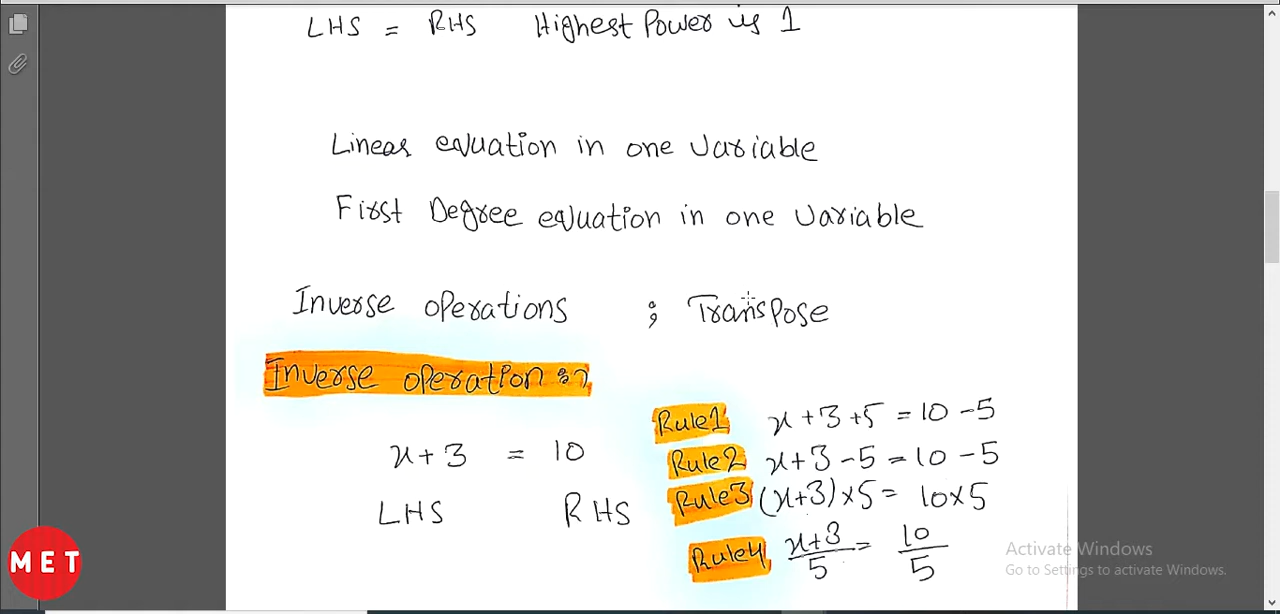 LHS = RHS Highest Power is 1
Linear equation in one Variable
First Degree equation in one Variable
Inverse operations ; Transpose
Inverse operation :-
Rule1 x+3+5 = 10-5
x+3 = 10 Rule2 x+3-5 = 10-5
LHS RHS Rule3 (x+3)×5 = 10×5
Rule4 x+3/5 = 10/5
MET
Activate Windows
Go to Settings to activate Windows.